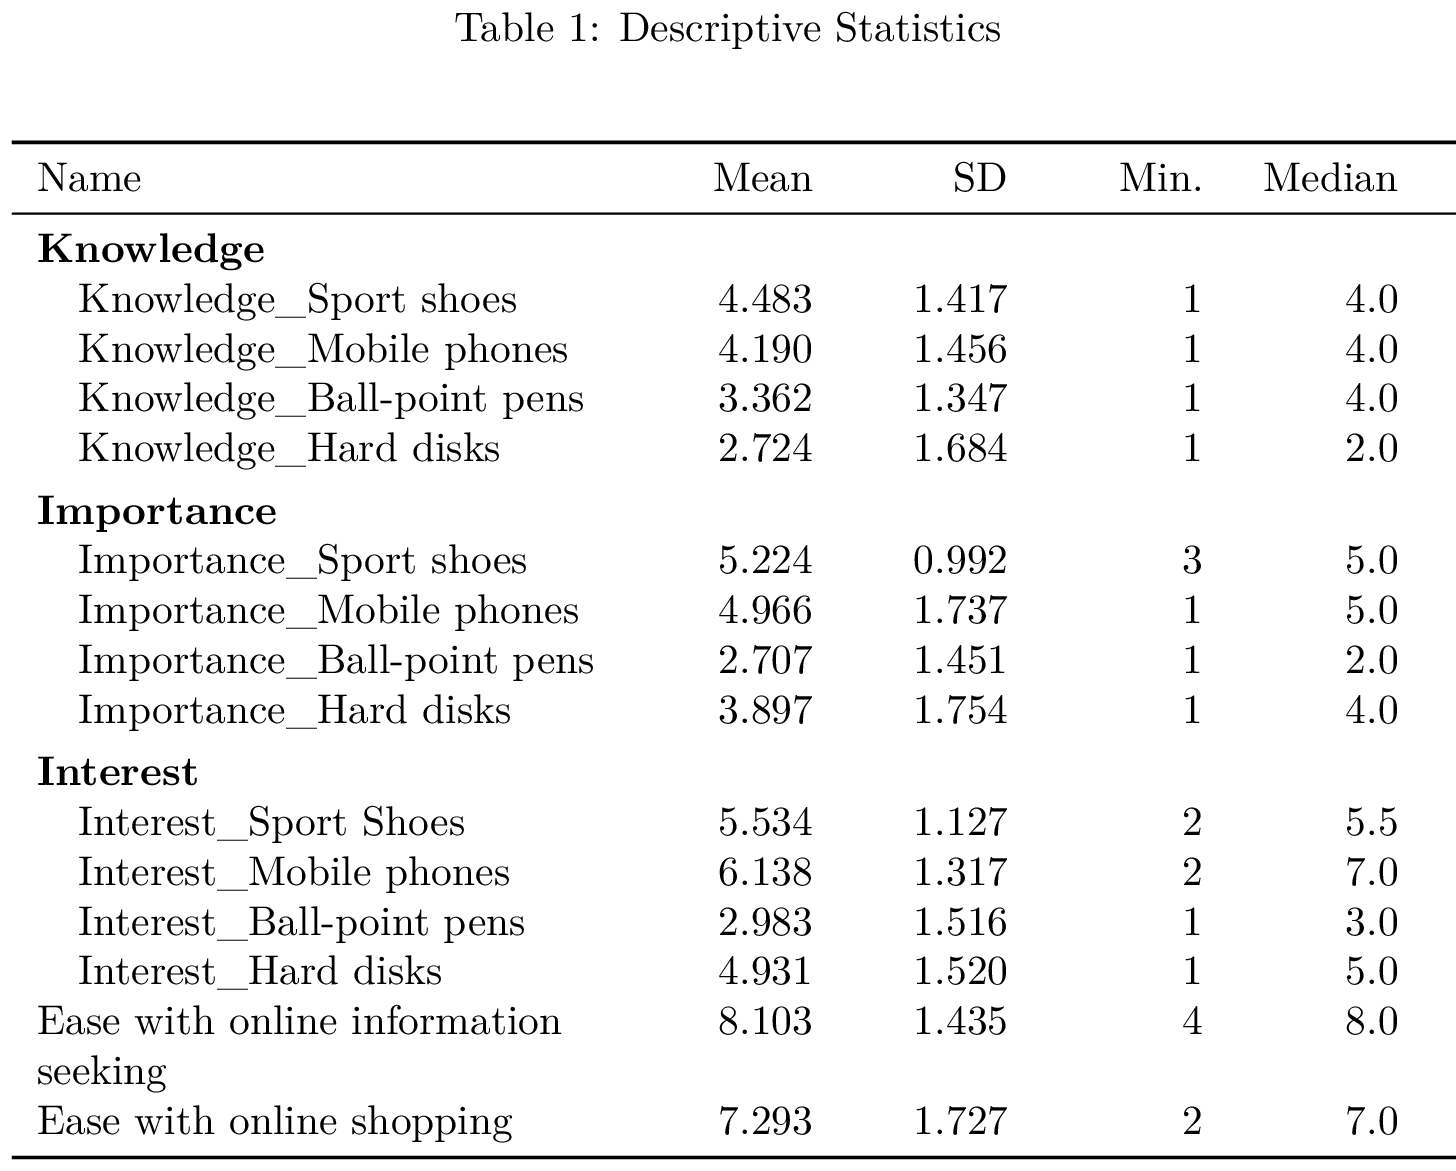 Table 1: Descriptive Statistics
Name Mean SD Min. Median
Knowledge
Knowledge_Sport shoes 4.483 1.417 1 4.0
Knowledge_Mobile phones 4.190 1.456 1 4.0
Knowledge_Ball-point pens 3.362 1.347 1 4.0
Knowledge_Hard disks 2.724 1.684 1 2.0
Importance
Importance_Sport shoes 5.224 0.992 3 5.0
Importance_Mobile phones 4.966 1.737 1 5.0
Importance_Ball-point pens 2.707 1.451 1 2.0
Importance_Hard disks 3.897 1.754 1 4.0
Interest
Interest_Sport Shoes 5.534 1.127 2 5.5
Interest_Mobile phones 6.138 1.317 2 7.0
Interest_Ball-point pens 2.983 1.516 1 3.0
Interest_Hard disks 4.931 1.520 1 5.0
Ease with online information 8.103 1.435 4 8.0
seeking
Ease with online shopping 7.293 1.727 2 7.0